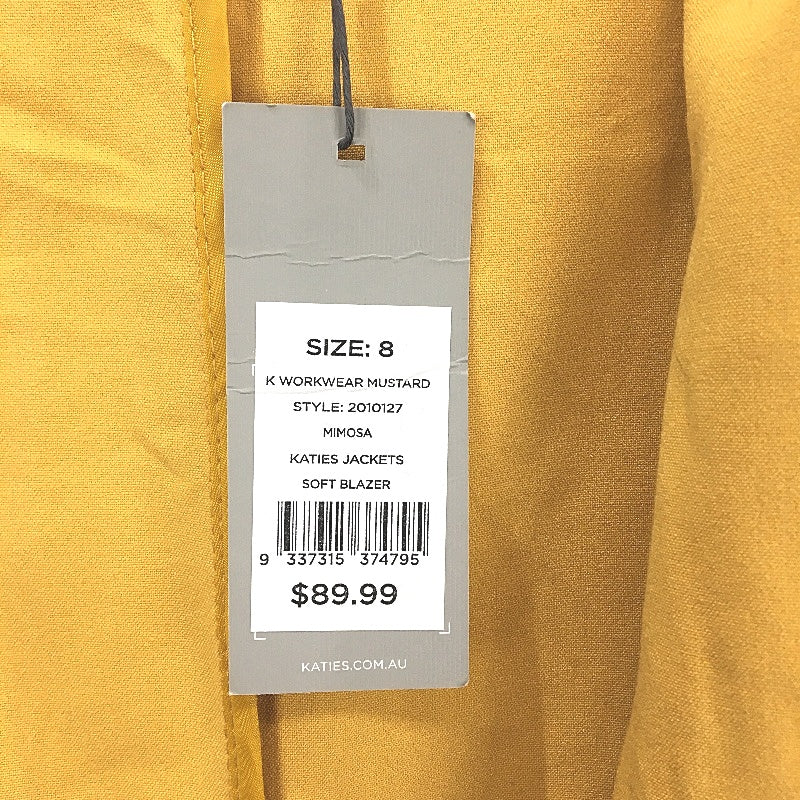 SIZE: 8
K WORKWEAR MUSTARD
STYLE: 2010127
MIMOSA
KATIES JACKETS
SOFT BLAZER
9 337315 374795
$89.99
KATIES.COM.AU